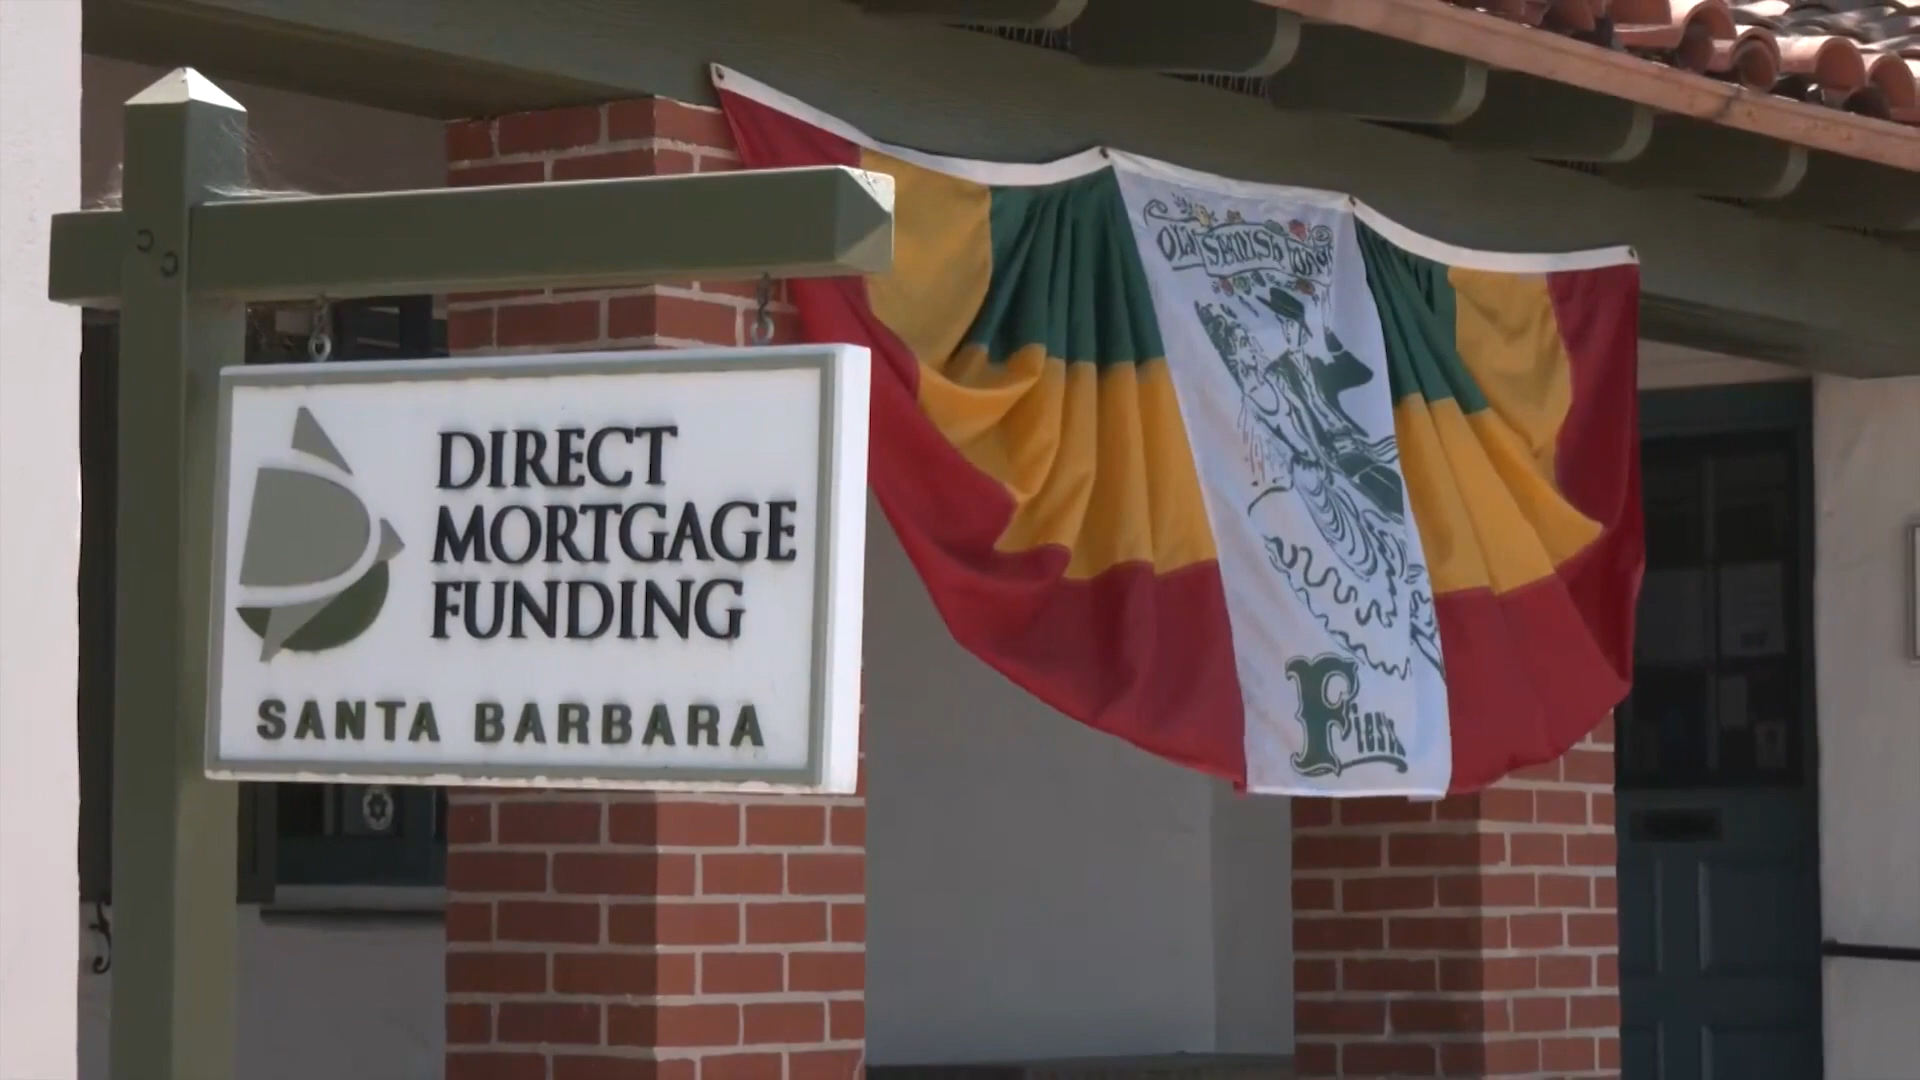 DIRECT
MORTGAGE
FUNDING
SANTA BARBARA
OLD SPANISH DAYS
Fiesta